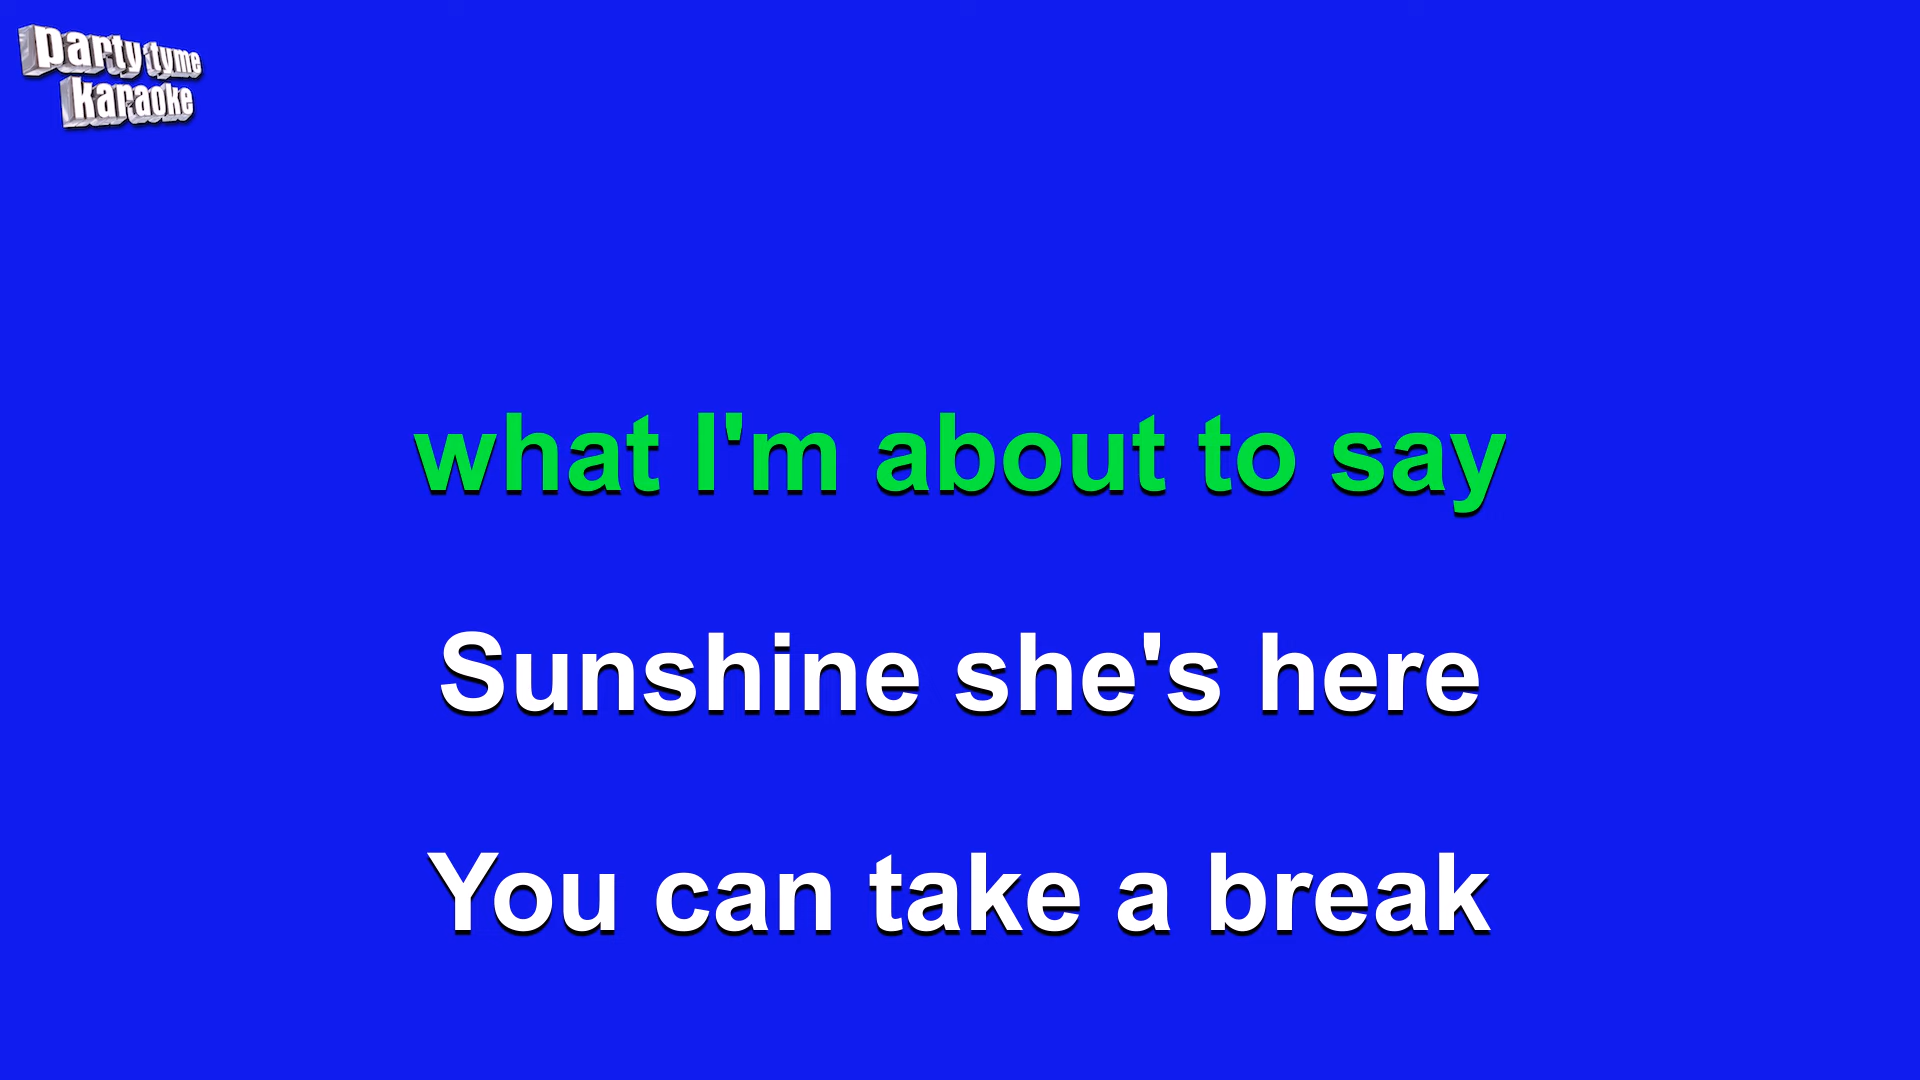 party tyme
karaoke
what I'm about to say
Sunshine she's here
You can take a break